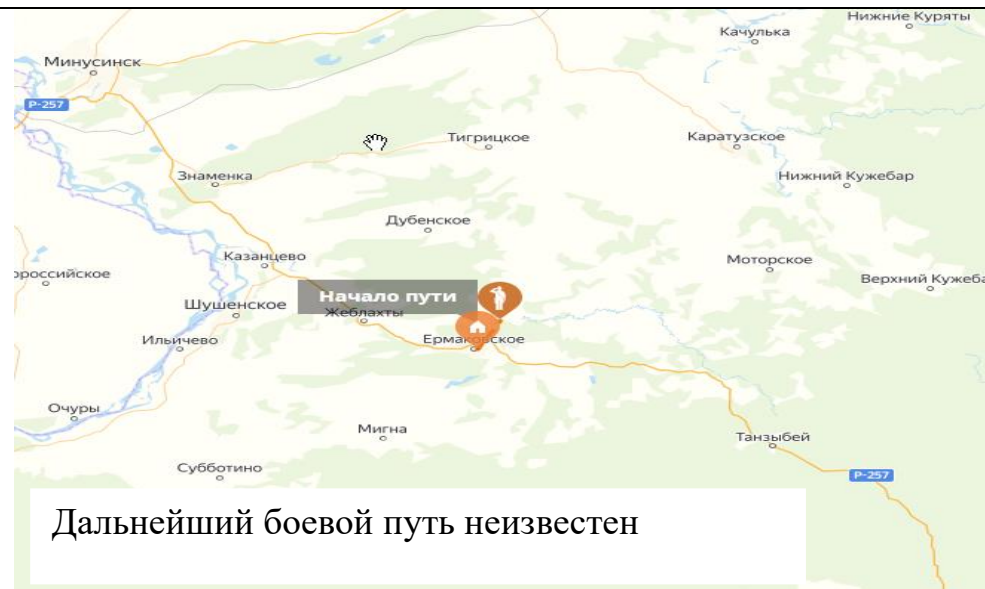 Нижние Куряты
Качулька
Минусинск
Р-257
Тигрицкое
Каратузское
Знаменка
Нижний Кужебар
Дубенское
Казанцево
Моторское
ороссийское
Верхний Кужеба
Начало пути
Шушенское
Жеблахты
Ильичево
Ермаковское
Очуры
Мигна
Танзыбей
Субботино
Р-257
Дальнейший боевой путь неизвестен